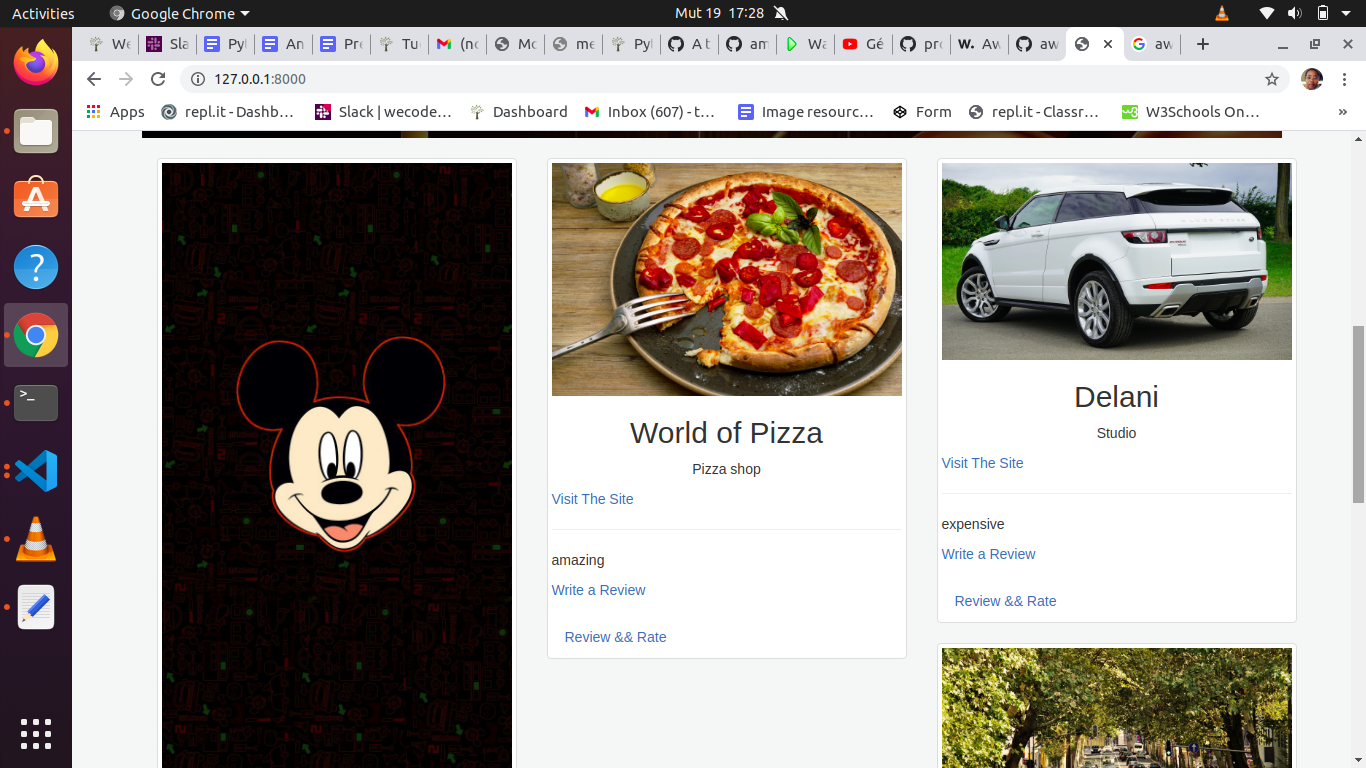 Activities
Google Chrome
Mut 19 17:28
We
Sla
Pyt
An
Pre
Tu
(no
Mc
me
Pyt
A t
am
Wa
Gé
pro
W. Aw
aw
aw
127.0.0.1:8000
Apps
repl.it - Dashb…
Slack | wecode…
Dashboard
Inbox (607) - t…
Image resourc…
Form
repl.it - Classr…
W3Schools On…
»
World of Pizza
Pizza shop
Visit The Site
amazing
Write a Review
Review && Rate
Delani
Studio
Visit The Site
expensive
Write a Review
Review && Rate